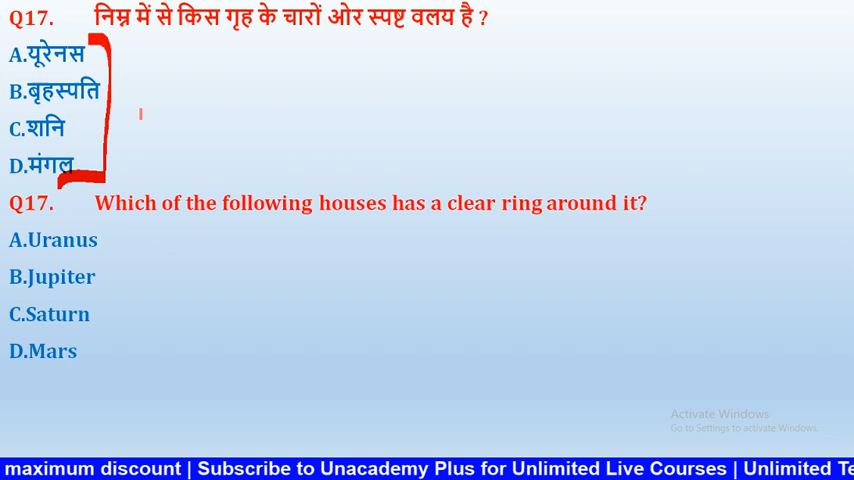 Q17. निम्न में से किस गृह के चारों ओर स्पष्ट वलय है ?
A.यूरेनस
B.बृहस्पति
C.शनि
D.मंगल
Q17. Which of the following houses has a clear ring around it?
A.Uranus
B.Jupiter
C.Saturn
D.Mars
Activate Windows
Go to Settings to activate Windows.
maximum discount | Subscribe to Unacademy Plus for Unlimited Live Courses | Unlimited Te